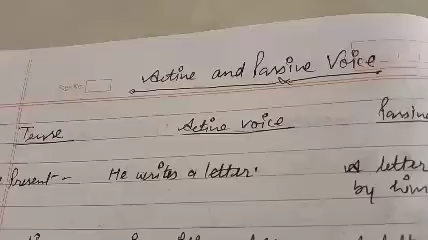 Active and Passive Voice
Tense Active voice Passive
Present - He writes a letter. A letter
by him